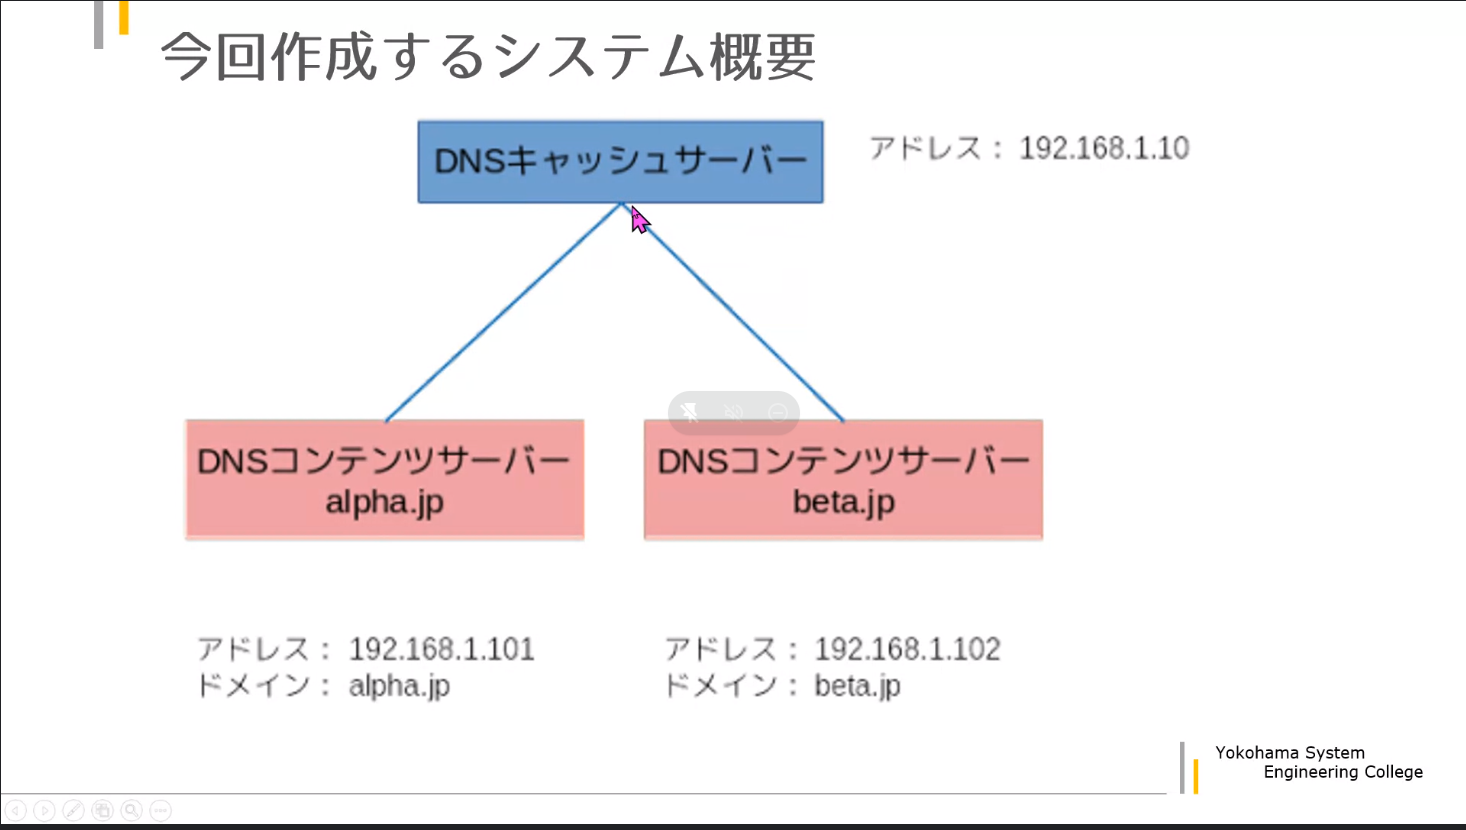 今回作成するシステム概要
DNSキャッシュサーバー
アドレス： 192.168.1.10
DNSコンテンツサーバー
alpha.jp
DNSコンテンツサーバー
beta.jp
アドレス： 192.168.1.101
ドメイン： alpha.jp
アドレス： 192.168.1.102
ドメイン： beta.jp
Yokohama System
Engineering College